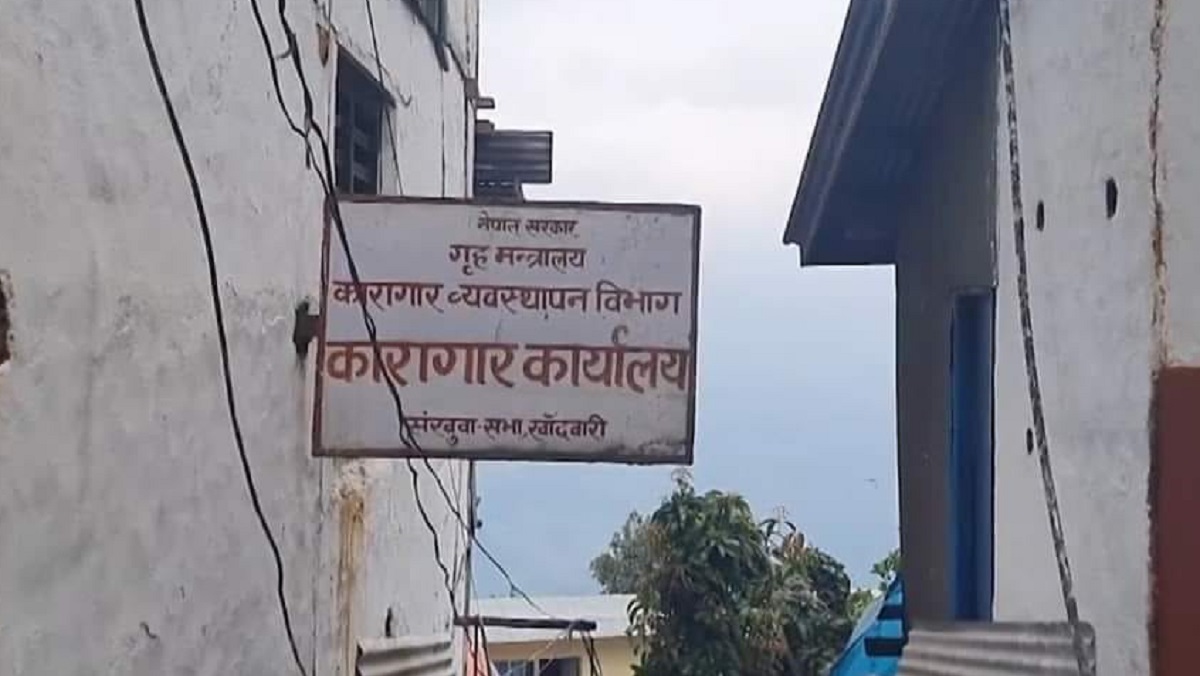 नेपाल सरकार
गृह मन्त्रालय
कारागार व्यवस्थापन विभाग
कारागार कार्यालय
संखुवा-सभा,खाँदबारी